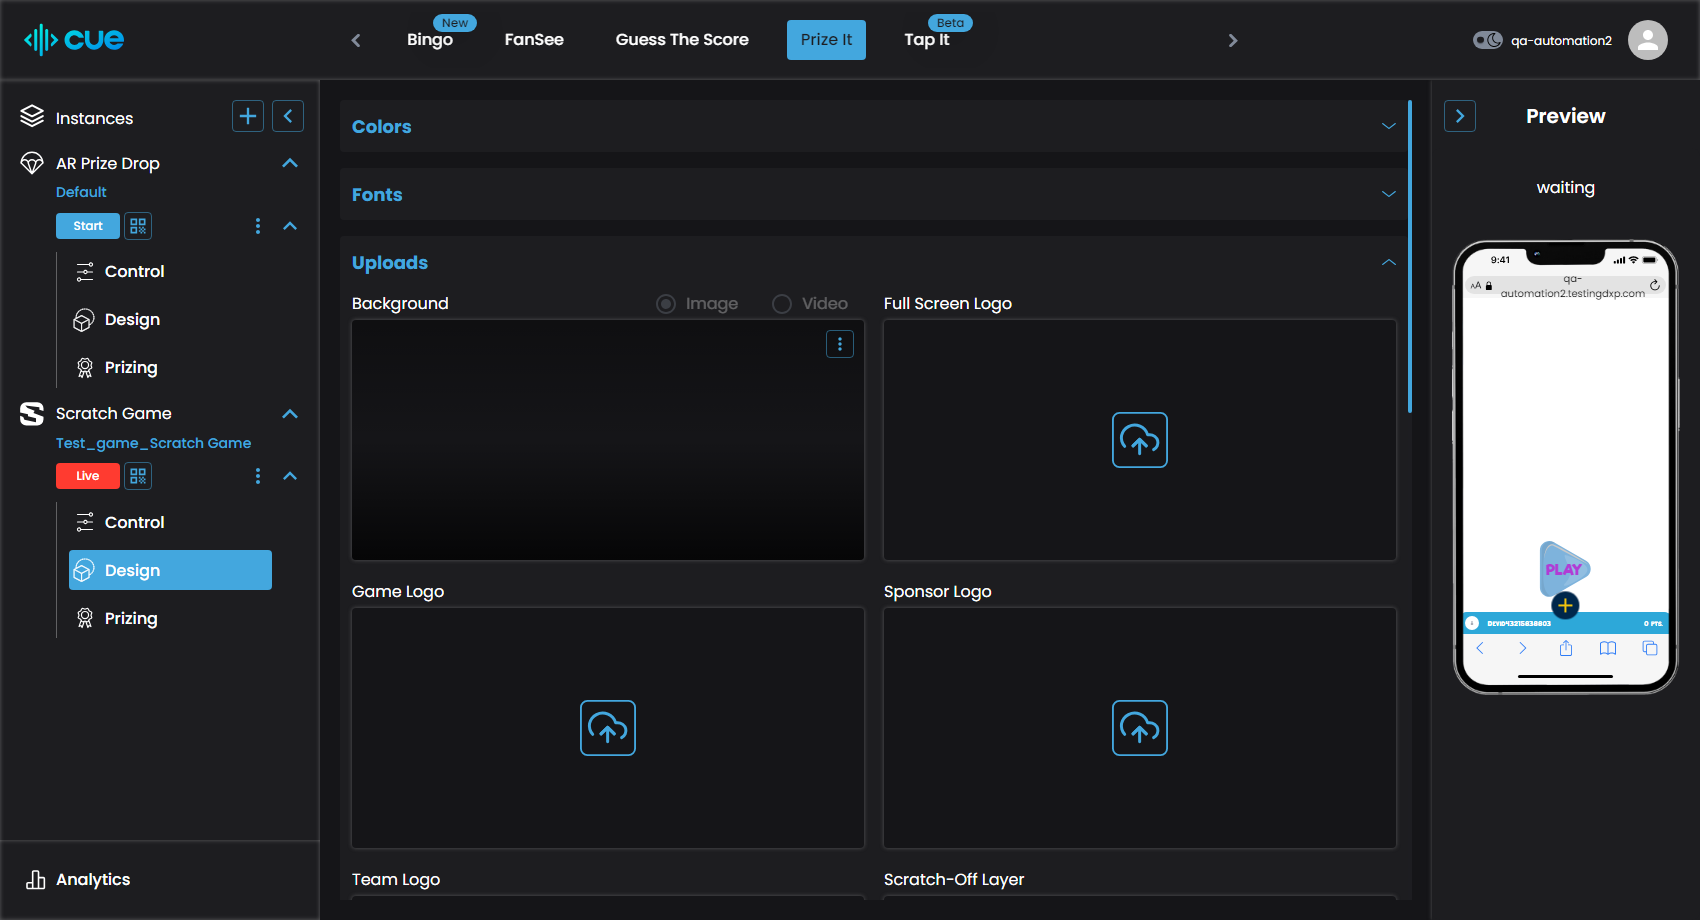 cue
Bingo
New
FanSee
Guess The Score
Prize It
Tap It
Beta
qa-automation2
Instances
AR Prize Drop
Default
Start
Control
Design
Prizing
Scratch Game
Test_game_Scratch Game
Live
Control
Design
Prizing
Analytics
Colors
Fonts
Uploads
Background
Image
Video
Full Screen Logo
Game Logo
Sponsor Logo
Team Logo
Scratch-Off Layer
Preview
waiting
9:41
AA
qa-
automation2.testingdxp.com
PLAY
0 PTS.